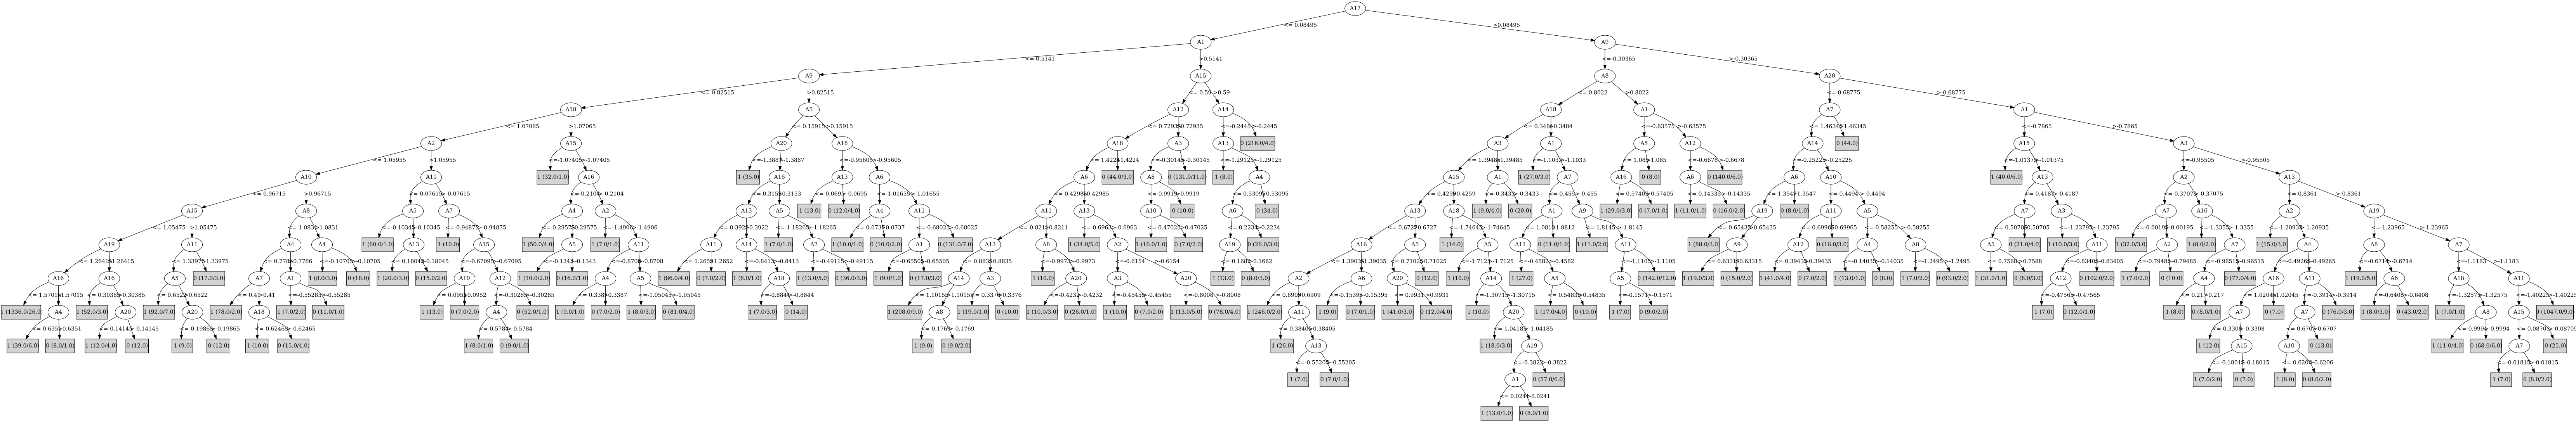 A17
<= 0.08495 >0.08495
A1 A9
<= 0.5141 >0.5141 <=-0.30365 >-0.30365
A9 A15 A8 A20
<= 0.82515 >0.82515 <= 0.59 >0.59 <= 0.8022 >0.8022 <=-0.68775 >-0.68775
A18 A5 A12 A14 A18 A1 A7 A1
<= 1.07065 >1.07065 <= 0.15915 >0.15915 <= 0.72935 >0.72935 <=-0.2445 >-0.2445 <= 0.3484 >0.3484 <=-0.63575 >-0.63575 <= 1.46345 >1.46345 <=-0.7865 >-0.7865
A2 A15 A20 A18 A18 A3 A13 0 (216.0/4.0) A3 A1 A5 A12 A14 0 (44.0) A15 A3
<= 1.05955 >1.05955 <=-1.07405 >-1.07405 <=-1.3887 >-1.3887 <=-0.95605 >-0.95605 <= 1.4224 >1.4224 <=-0.30145 >-0.30145 <=-1.29125 >-1.29125 <= 1.39485 >1.39485 <=-1.1033 >-1.1033 <= 1.085 >1.085 <=-0.6678 >-0.6678 <=-0.25225 >-0.25225 <=-1.01375 >-1.01375 <=-0.95505 >-0.95505
A10 A11 1 (32.0/1.0) A16 1 (35.0) A16 A13 A6 A6 0 (44.0/3.0) A8 0 (131.0/11.0) 1 (8.0) A4 A15 A1 1 (27.0/3.0) A7 A16 0 (8.0) A6 0 (140.0/6.0) A6 A10 1 (40.0/6.0) A13 A2 A13
<= 0.96715 >0.96715 <=-0.07615 >-0.07615 <=-0.2104 >-0.2104 <= 0.3153 >0.3153 <=-0.0695 >-0.0695 <=-1.01655 >-1.01655 <= 0.42985 >0.42985 <= 0.9919 >0.9919 <= 0.53095 >0.53095 <= 0.4259 >0.4259 <=-0.3433 >-0.3433 <=-0.455 >-0.455 <= 0.57405 >0.57405 <=-0.14335 >-0.14335 <= 1.3547 >1.3547 <=-0.4494 >-0.4494 <=-0.4187 >-0.4187 <=-0.37075 >-0.37075 <=-0.8361 >-0.8361
A15 A8 A5 A7 A4 A2 A13 A5 1 (13.0) 0 (12.0/4.0) A4 A11 A11 A13 A10 0 (10.0) A6 0 (34.0) A13 A18 1 (9.0/4.0) 0 (20.0) A1 A9 1 (29.0/3.0) 0 (7.0/1.0) 1 (11.0/1.0) 0 (16.0/2.0) A19 0 (8.0/1.0) A11 A5 A7 A3 A7 A16 A2 A19
<= 1.05475 >1.05475 <= 1.0831 >1.0831 <=-0.10345 >-0.10345 <=-0.94875 >-0.94875 <= 0.2957 >0.29575 <=-1.4906 >-1.4906 <= 0.3922 >0.3922 <=-1.18265 >-1.18265 <= 0.0737 >0.0737 <=-0.68025 >-0.68025 <= 0.8211 >0.8211 <=-0.6963 >-0.6963 <= 0.47025 >0.47025 <= 0.2234 >0.2234 <= 0.6727 >0.6727 <=-1.74645 >-1.74645 <= 1.0812 >1.0812 <=-1.8145 >-1.8145 <= 0.65435 >0.65435 <= 0.69965 >0.69965 <=-0.58255 >-0.58255 <= 0.50705 >0.50705 <=-1.23795 >-1.23795 <=-0.00195 >-0.00195 <=-1.3355 >-1.3355 <=-1.20935 >-1.20935 <=-1.23965 >-1.23965
A19 A11 A4 A4 1 (60.0/1.0) A13 1 (10.0) A15 1 (50.0/4.0) A5 1 (7.0/1.0) A11 A11 A14 1 (7.0/1.0) A7 1 (10.0/1.0) 0 (10.0/2.0) A1 0 (131.0/7.0) A13 A8 1 (34.0/5.0) A2 1 (16.0/1.0) 0 (7.0/2.0) A19 0 (26.0/3.0) A16 A5 1 (14.0) A5 A11 0 (11.0/1.0) 1 (11.0/2.0) A11 1 (88.0/3.0) A9 A12 0 (16.0/3.0) A4 A8 A5 0 (21.0/4.0) 1 (10.0/3.0) A11 1 (32.0/3.0) A2 1 (8.0/2.0) A7 1 (15.0/3.0) A4 A8 A7
<= 1.26415 >1.26415 <= 1.33975 >1.33975 <= 0.7786 >0.7786 <=-0.10705 >-0.10705 <= 0.18045 >0.18045 <=-0.67095 >-0.67095 <=-0.1343 >-0.1343 <=-0.8708 >-0.8708 <= 1.2652 >1.2652 <=-0.8413 >-0.8413 <=-0.49115 >-0.49115 <=-0.65505 >-0.65505 <= 0.8835 >0.8835 <=-0.9973 >-0.9973 <=-0.6154 >-0.6154 <= 0.1682 >0.1682 <= 1.39035 >1.39035 <= 0.71025 >0.71025 <=-1.7125 >-1.7125 <=-0.4582 >-0.4582 <=-1.1105 >-1.1105 <= 0.63315 >0.63315 <= 0.39435 >0.39435 <=-0.14035 >-0.14035 <=-1.2495 >-1.2495 <= 0.7588 >0.7588 <=-0.83405 >-0.83405 <=-0.79485 >-0.79485 <=-0.96515 >-0.96515 <=-0.49265 >-0.49265 <=-0.6714 >-0.6714 <=-1.1183 >-1.1183
A16 A16 A5 0 (17.0/3.0) A7 A1 1 (8.0/3.0) 0 (18.0) 1 (20.0/3.0) 0 (15.0/2.0) A10 A12 1 (10.0/2.0) 0 (16.0/1.0) A4 A5 1 (86.0/4.0) 0 (7.0/2.0) 1 (8.0/1.0) A18 1 (13.0/5.0) 0 (36.0/3.0) 1 (9.0/1.0) 0 (17.0/3.0) A14 A3 1 (10.0) A20 A3 A20 1 (13.0) 0 (8.0/3.0) A2 A6 A20 0 (12.0) 1 (10.0) A14 1 (27.0) A5 A5 0 (142.0/12.0) 1 (19.0/3.0) 0 (15.0/2.0) 1 (41.0/4.0) 0 (7.0/2.0) 1 (13.0/1.0) 0 (8.0) 1 (7.0/2.0) 0 (93.0/2.0) 1 (31.0/1.0) 0 (8.0/3.0) A12 0 (102.0/2.0) 1 (7.0/2.0) 0 (10.0) A4 0 (77.0/4.0) A16 A11 1 (19.0/5.0) A6 A18 A11
<= 1.57015 >1.57015 <= 0.30385 >0.30385 <= 0.6522 >0.6522 <= 0.41 >0.41 <=-0.55285 >-0.55285 <= 0.0952 >0.0952 <=-0.30285 >-0.30285 <= 0.3387 >0.3387 <=-1.05045 >-1.05045 <=-0.8844 >-0.8844 <= 1.10155 >1.10155 <= 0.3376 >0.3376 <=-0.4232 >-0.4232 <=-0.45455 >-0.45455 <=-0.8008 >-0.8008 <= 0.6909 >0.6909 <=-0.15395 >-0.15395 <= 0.9931 >0.9931 <=-1.30715 >-1.30715 <= 0.54835 >0.54835 <=-0.1571 >-0.1571 <=-0.47565 >-0.47565 <= 0.217 >0.217 <= 1.02045 >1.02045 <=-0.3914 >-0.3914 <=-0.6408 >-0.6408 <=-1.32575 >-1.32575 <=-1.40225 >-1.40225
1 (1336.0/26.0) A4 1 (52.0/3.0) A20 1 (92.0/7.0) A20 1 (78.0/2.0) A18 1 (7.0/2.0) 0 (11.0/1.0) 1 (13.0) 0 (7.0/2.0) A4 0 (52.0/1.0) 1 (9.0/1.0) 0 (7.0/2.0) 1 (8.0/3.0) 0 (81.0/4.0) 1 (7.0/3.0) 0 (14.0) 1 (208.0/9.0) A8 1 (19.0/1.0) 0 (10.0) 1 (10.0/3.0) 0 (26.0/1.0) 1 (10.0) 0 (7.0/2.0) 1 (13.0/5.0) 0 (78.0/4.0) 1 (246.0/2.0) A11 1 (9.0) 0 (7.0/1.0) 1 (41.0/3.0) 0 (12.0/4.0) 1 (10.0) A20 1 (17.0/4.0) 0 (10.0) 1 (7.0) 0 (9.0/2.0) 1 (7.0) 0 (12.0/1.0) 1 (8.0) 0 (8.0/1.0) A7 0 (7.0) A7 0 (76.0/3.0) 1 (8.0/3.0) 0 (43.0/2.0) 1 (7.0/1.0) A8 A15 0 (1047.0/9.0)
<= 0.6351 >0.6351 <=-0.14145 >-0.14145 <=-0.19865 >-0.19865 <=-0.62465 >-0.62465 <=-0.5784 >-0.5784 <=-0.1769 >-0.1769 <= 0.38405 >0.38405 <=-1.04185 >-1.04185 <=-0.3308 >-0.3308 <= 0.6707 >0.6707 <=-0.9994 >-0.9994 <=-0.08705 >-0.08705
1 (39.0/6.0) 0 (8.0/1.0) 1 (12.0/4.0) 0 (12.0) 1 (9.0) 0 (12.0) 1 (10.0) 0 (15.0/4.0) 1 (8.0/1.0) 0 (9.0/1.0) 1 (9.0) 0 (9.0/2.0) 1 (26.0) A13 1 (18.0/3.0) A19 1 (12.0) A15 A10 0 (13.0) 1 (11.0/4.0) 0 (68.0/6.0) A7 0 (25.0)
<=-0.55205 >-0.55205 <=-0.3822 >-0.3822 <=-0.18015 >-0.18015 <= 0.6206 >0.6206 <=-0.01815 >-0.01815
1 (7.0) 0 (7.0/1.0) A1 0 (57.0/6.0) 1 (7.0/2.0) 0 (7.0) 1 (8.0) 0 (8.0/2.0) 1 (7.0) 0 (8.0/2.0)
<= 0.0241 >0.0241
1 (13.0/1.0) 0 (8.0/1.0)